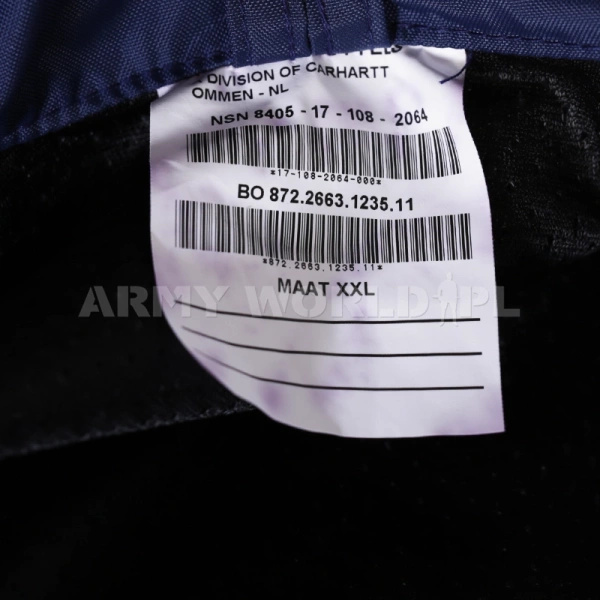 DIVISION OF CARHARTT
OMMEN - NL
NSN 8405 - 17 - 108 - 2064
*17-108-2064-000*
BO 872.2663.1235.11
*872.2663.1235.11*
MAAT XXL
ARMY WORLD PL